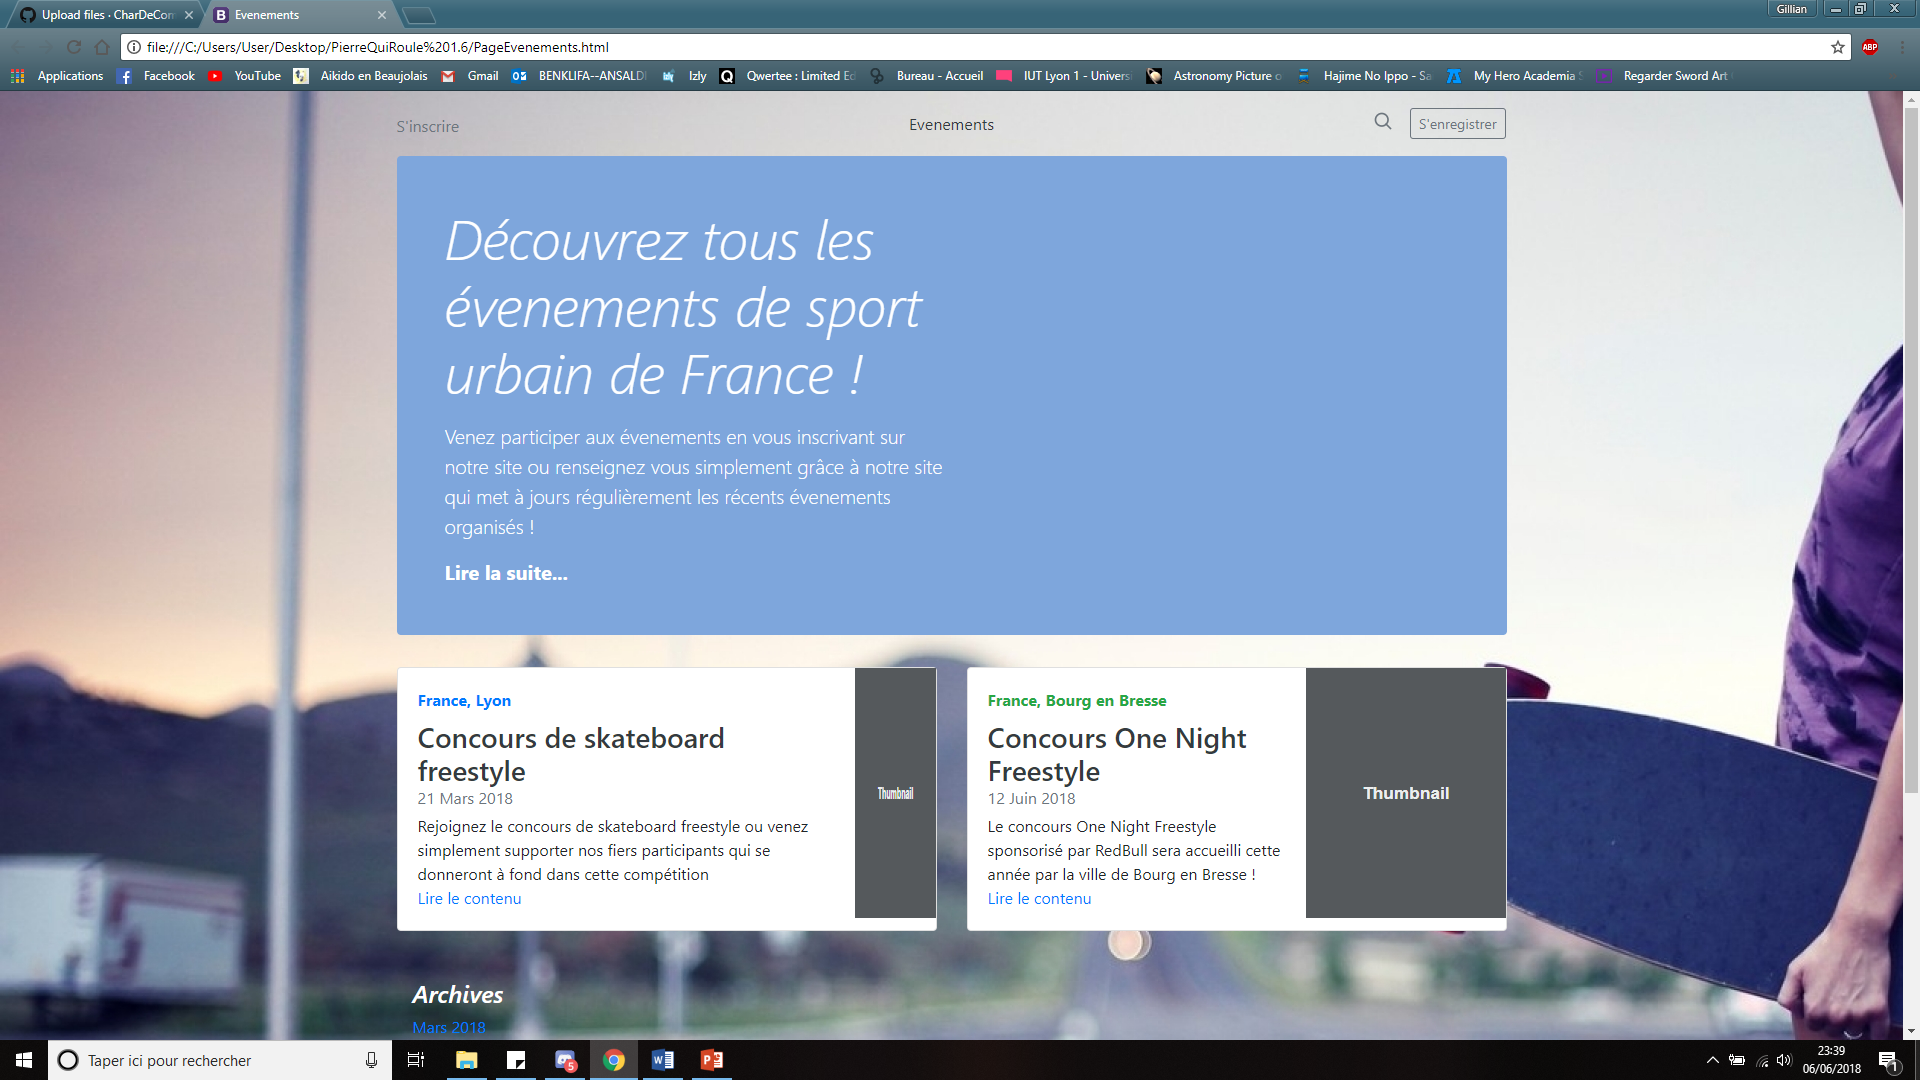 Upload files · CharDeCom
Evenements
Gillian
file:///C:/Users/User/Desktop/PierreQuiRoule%201.6/PageEvenements.html
ABP
Applications
Facebook
YouTube
Aikido en Beaujolais
Gmail
BENKLIFA--ANSALDI
Izly
Qwertee : Limited Ed
Bureau - Accueil
IUT Lyon 1 - Univers
Astronomy Picture o
Hajime No Ippo - Sa
My Hero Academia S
Regarder Sword Art
S'inscrire
Evenements
S'enregistrer
Découvrez tous les
évenements de sport
urbain de France !
Venez participer aux évenements en vous inscrivant sur
notre site ou renseignez vous simplement grâce à notre site
qui met à jours régulièrement les récents évenements
organisés !
Lire la suite...
France, Lyon
Concours de skateboard
freestyle
21 Mars 2018
Rejoignez le concours de skateboard freestyle ou venez
simplement supporter nos fiers participants qui se
donneront à fond dans cette compétition
Lire le contenu
Thumbnail
France, Bourg en Bresse
Concours One Night
Freestyle
12 Juin 2018
Le concours One Night Freestyle
sponsorisé par RedBull sera accueilli cette
année par la ville de Bourg en Bresse !
Lire le contenu
Thumbnail
Archives
Mars 2018
Taper ici pour rechercher
5
23:39
06/06/2018
1